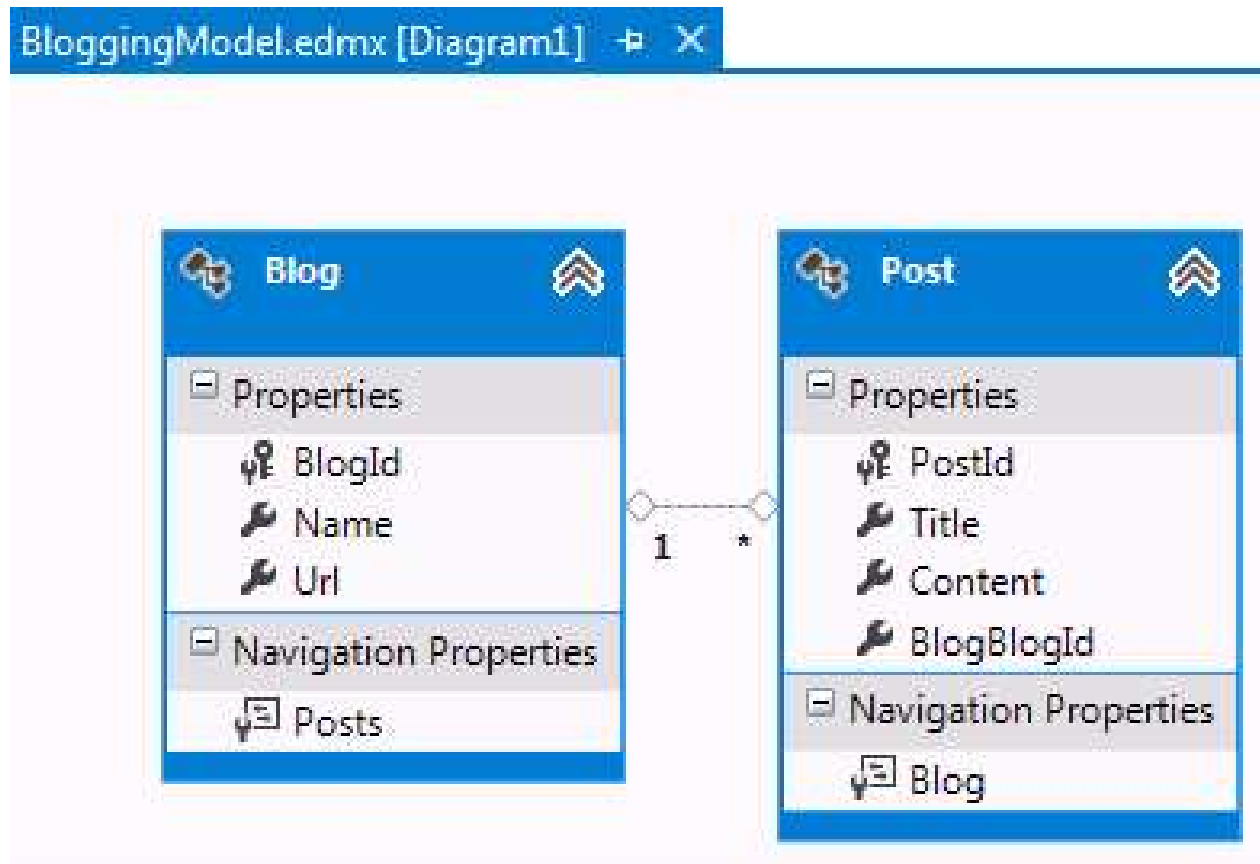 BloggingModel.edmx [Diagram1]
Blog
Properties
BlogId
Name
Url
Navigation Properties
Posts
1 *
Post
Properties
PostId
Title
Content
BlogBlogId
Navigation Properties
Blog